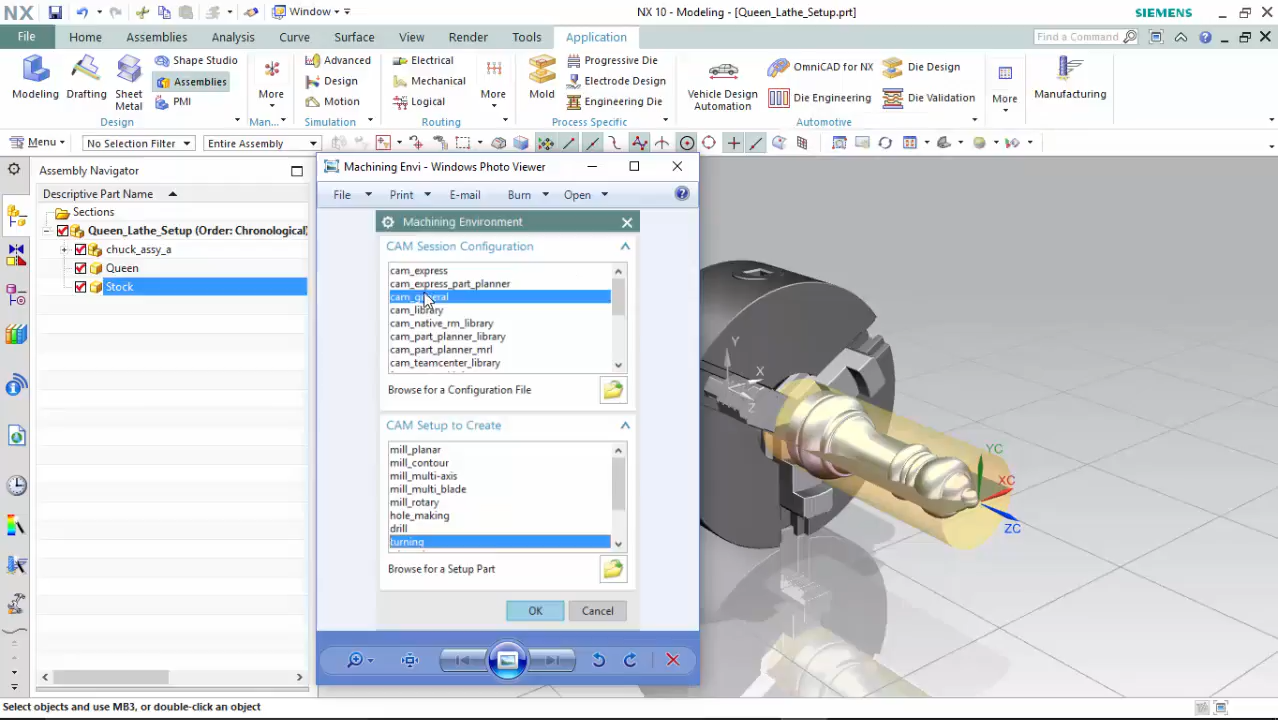 NX
Window
NX 10 - Modeling - [Queen_Lathe_Setup.prt]
SIEMENS
File
Home
Assemblies
Analysis
Curve
Surface
View
Render
Tools
Application
Find a Command
Modeling
Drafting
Sheet Metal
Shape Studio
Assemblies
PMI
Design
More
Man...
Advanced
Design
Motion
Simulation
Electrical
Mechanical
Logical
Routing
More
Mold
Progressive Die
Electrode Design
Engineering Die
Process Specific
Vehicle Design Automation
OmniCAD for NX
Die Engineering
Die Design
Die Validation
Automotive
More
Manufacturing
Menu
No Selection Filter
Entire Assembly
Assembly Navigator
Descriptive Part Name
Sections
Queen_Lathe_Setup (Order: Chronological)
chuck_assy_a
Queen
Stock
Machining Envi - Windows Photo Viewer
File
Print
E-mail
Burn
Open
Machining Environment
CAM Session Configuration
cam_express
cam_express_part_planner
cam_general
cam_library
cam_native_rm_library
cam_part_planner_library
cam_part_planner_mrl
cam_teamcenter_library
Browse for a Configuration File
CAM Setup to Create
mill_planar
mill_contour
mill_multi-axis
mill_multi_blade
mill_rotary
hole_making
drill
turning
Browse for a Setup Part
OK
Cancel
Y
X
Z
YC
XC
ZC
Select objects and use MB3, or double-click an object